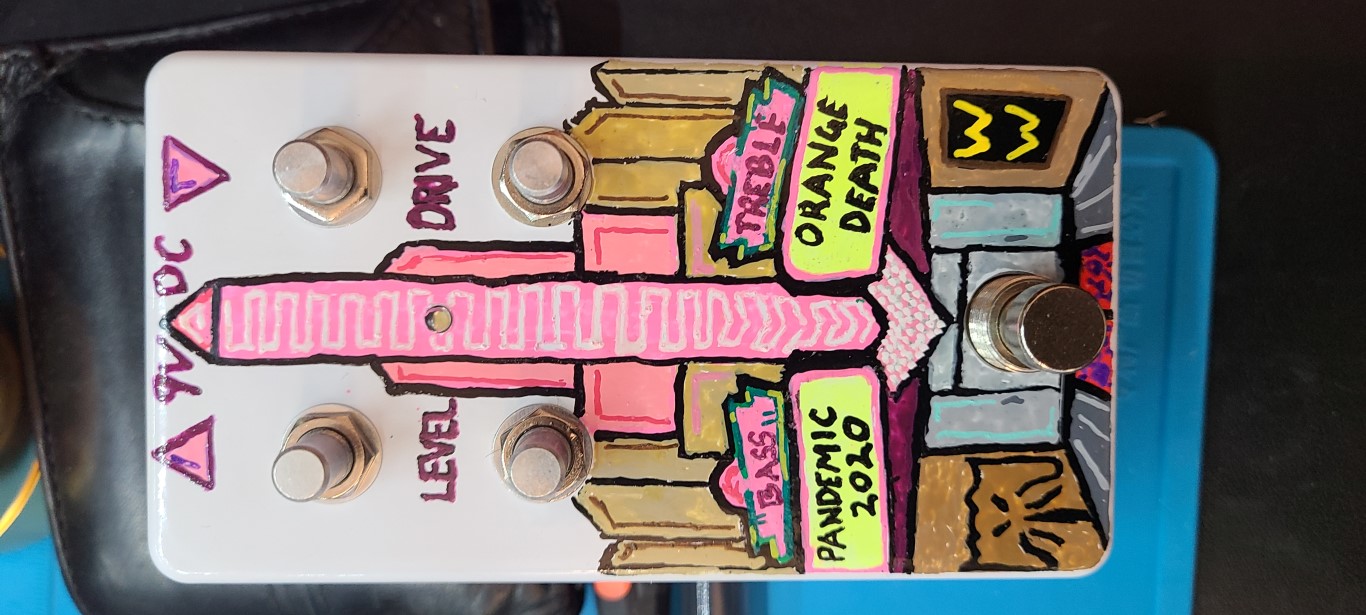 9V DC
LEVEL
DRIVE
BASS
TREBLE
PANDEMIC
2020
ORANGE
DEATH
W
W